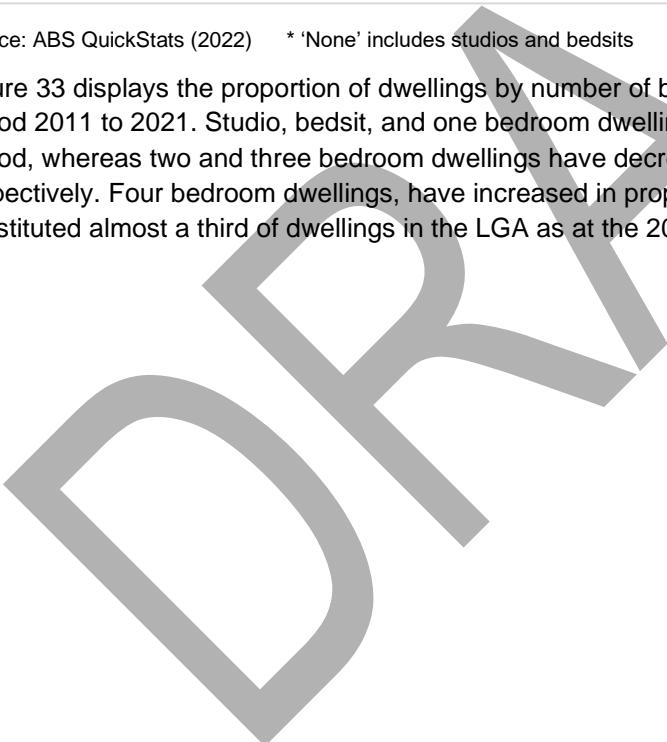 ce: ABS QuickStats (2022) * ‘None’ includes studios and bedsits
ure 33 displays the proportion of dwellings by number of b
od 2011 to 2021. Studio, bedsit, and one bedroom dwellin
od, whereas two and three bedroom dwellings have decr
pectively. Four bedroom dwellings, have increased in prop
stituted almost a third of dwellings in the LGA as at the 20
DRA